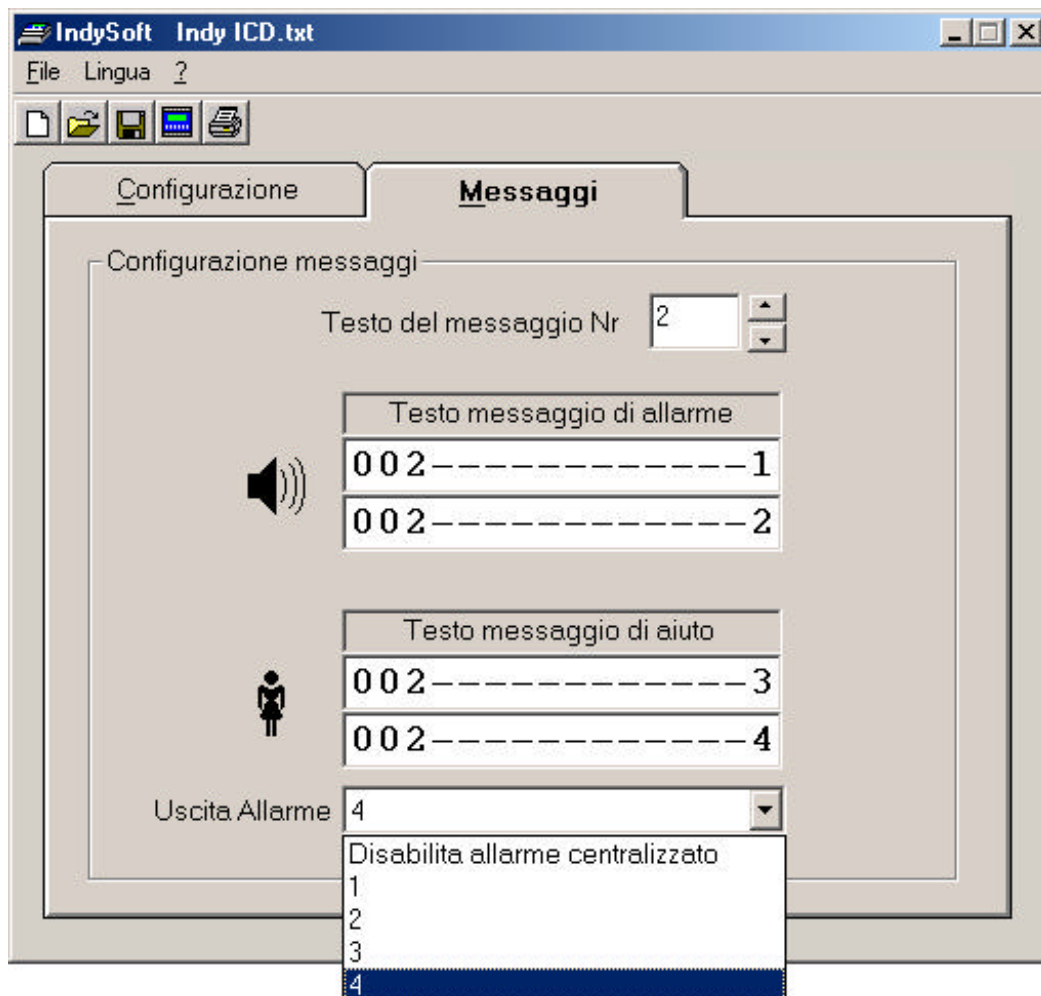 IndySoft Indy ICD.txt
File Lingua ?
Configurazione Messaggi
Configurazione messaggi
Testo del messaggio Nr 2
Testo messaggio di allarme
002------------1
002------------2
Testo messaggio di aiuto
002------------3
002------------4
Uscita Allarme 4
Disabilita allarme centralizzato
1
2
3
4